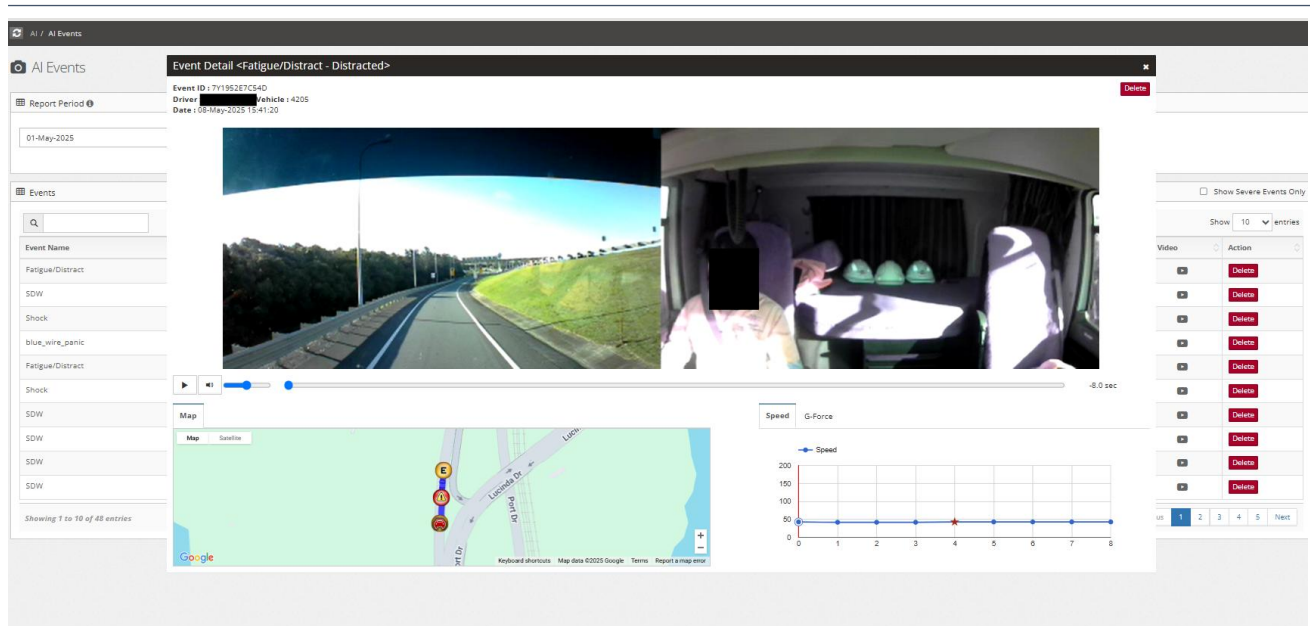 AI / AI Events
AI Events
Report Period
01-May-2025
Events
Show Severe Events Only
Show 10 entries
Event Name
Video
Action
Fatigue/Distract
Delete
SDW
Delete
Shock
Delete
blue_wire_panic
Delete
Fatigue/Distract
Delete
Shock
Delete
SDW
Delete
SDW
Delete
SDW
Delete
SDW
Delete
Showing 1 to 10 of 48 entries
us 1 2 3 4 5 Next
Event Detail <Fatigue/Distract - Distracted>
Event ID : 7Y1952E7C54D
Delete
Driver Vehicle : 4205
Date : 08-May-2025 15:41:20
-8.0 sec
Map
Map Satellite
E
Lucinda Dr
Port Dr
Port Dr
Google
Keyboard shortcuts Map data ©2025 Google Terms Report a map error
Speed G-Force
Speed
200
150
100
50
0
0 1 2 3 4 5 6 7 8